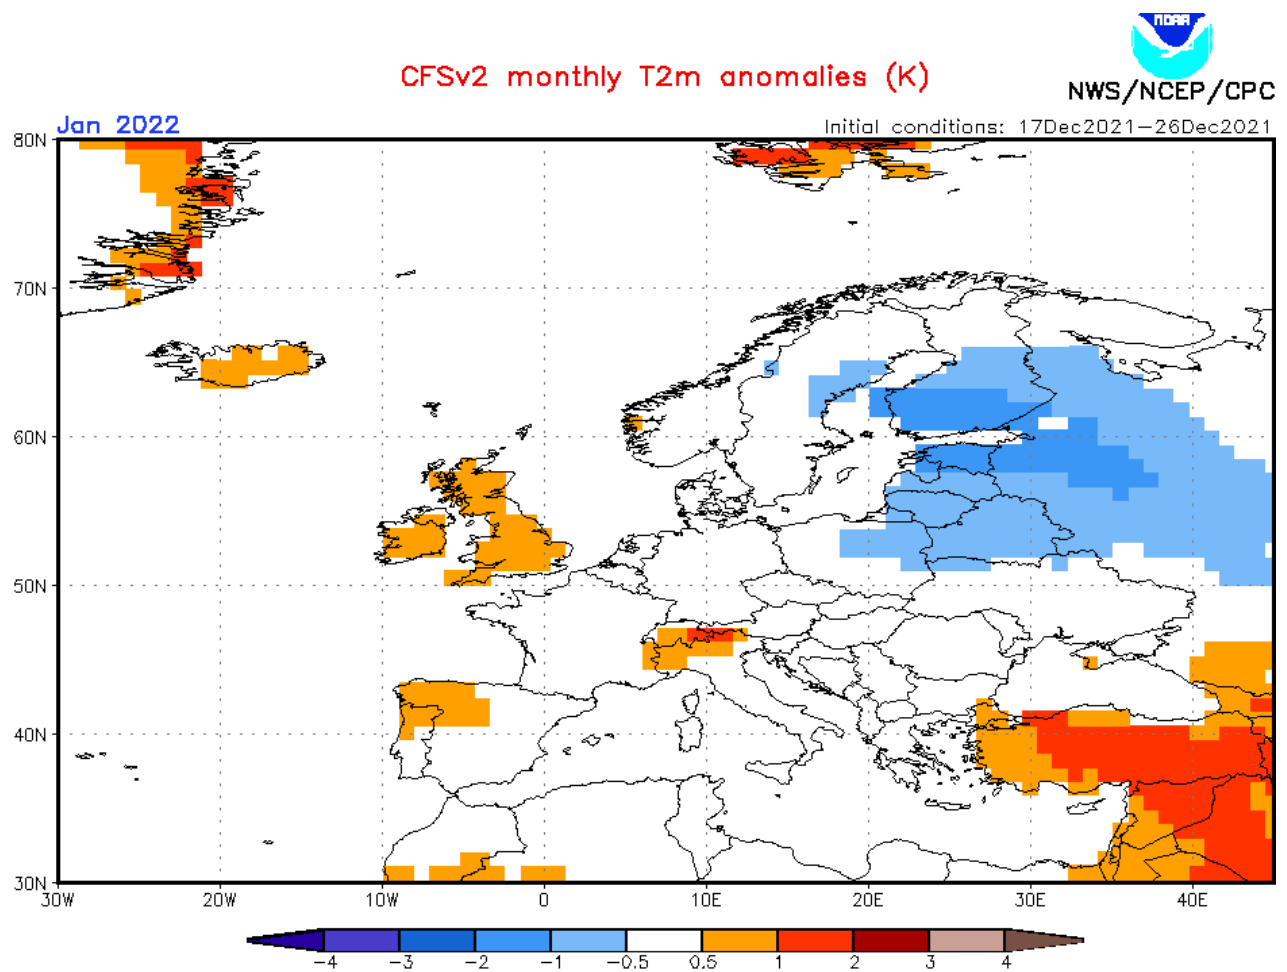 NOAA
CFSv2 monthly T2m anomalies (K)
NWS/NCEP/CPC
Jan 2022
Initial conditions: 17Dec2021–26Dec2021
80N
70N
60N
50N
40N
30N
30W 20W 10W 0 10E 20E 30E 40E
-4 -3 -2 -1 -0.5 0.5 1 2 3 4